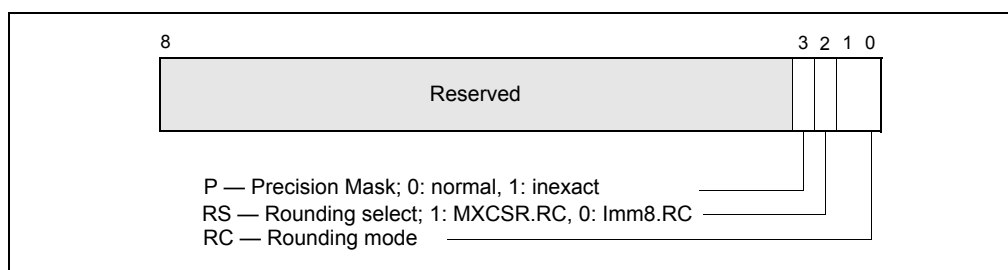 8 3 2 1 0
Reserved
P — Precision Mask; 0: normal, 1: inexact
RS — Rounding select; 1: MXCSR.RC, 0: Imm8.RC
RC — Rounding mode